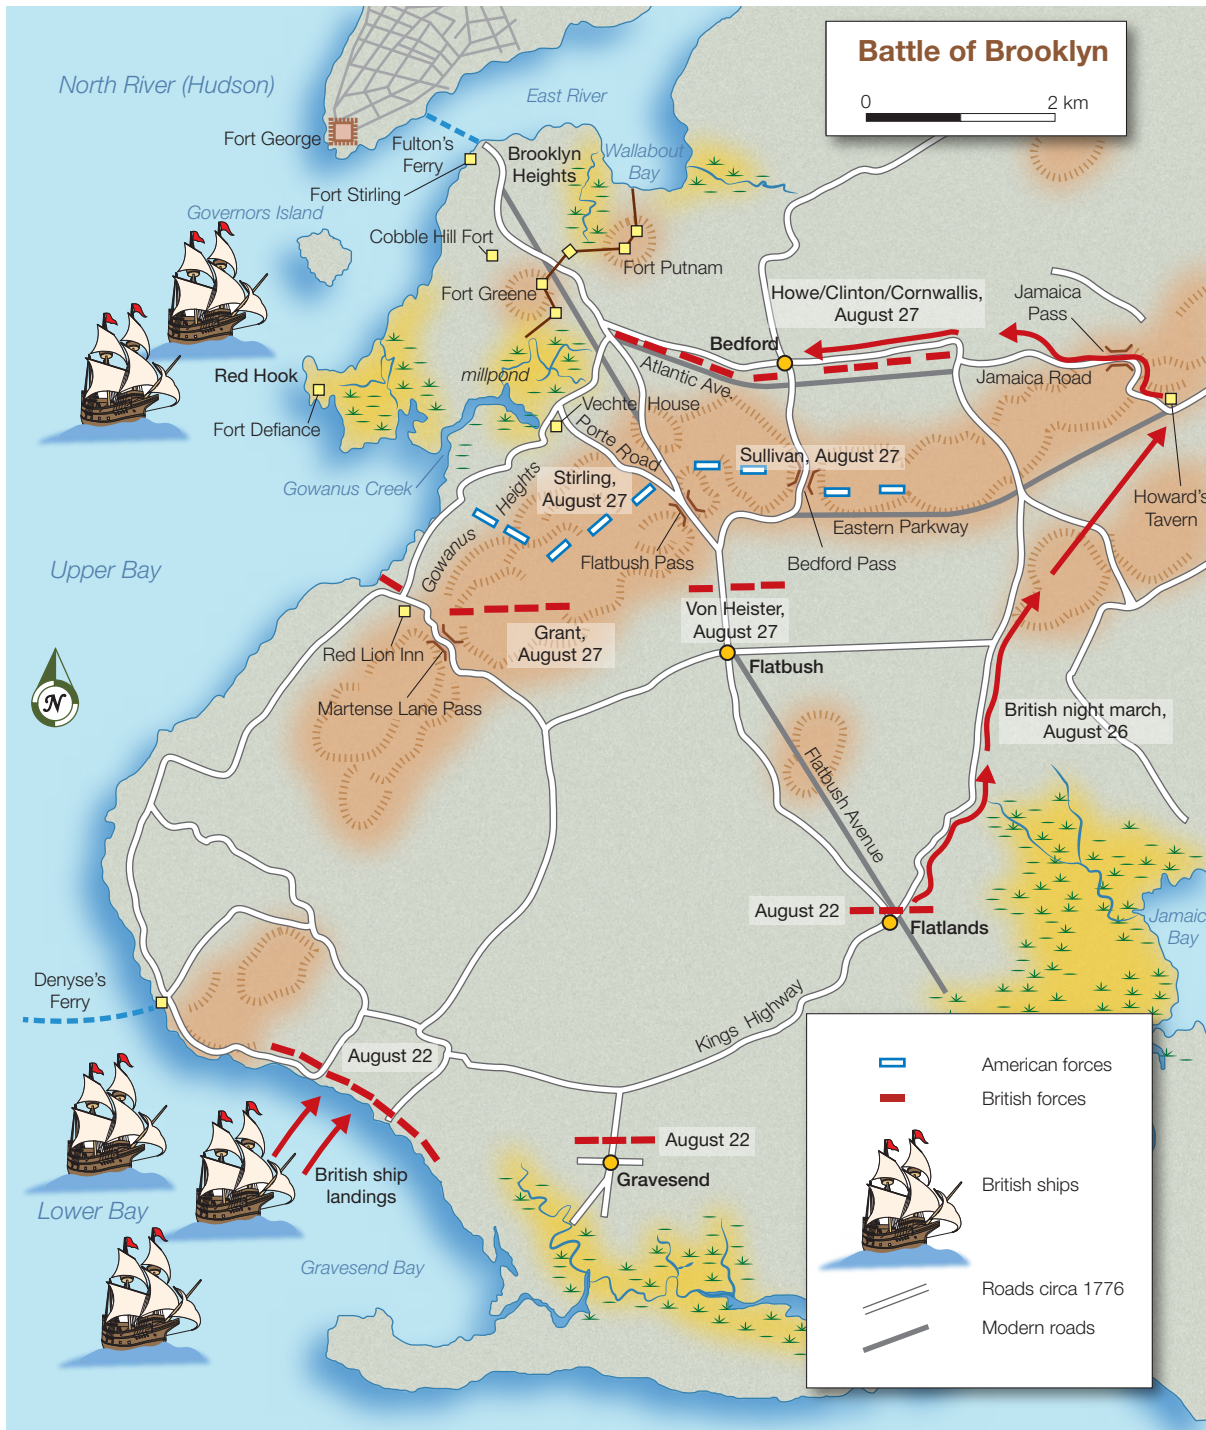 Battle of Brooklyn
0 2 km
North River (Hudson)
East River
Fort George
Fulton's
Ferry
Brooklyn
Heights
Wallabout
Bay
Fort Stirling
Governors Island
Cobble Hill Fort
Fort Putnam
Fort Greene
Howe/Clinton/Cornwallis,
August 27
Jamaica
Pass
Bedford
Atlantic Ave.
Jamaica Road
Red Hook
millpond
Vechte House
Fort Defiance
Porte Road
Sullivan, August 27
Stirling,
August 27
Gowanus Creek
Gowanus Heights
Howard's
Tavern
Eastern Parkway
Flatbush Pass
Bedford Pass
Upper Bay
Von Heister,
August 27
Grant,
August 27
Red Lion Inn
Flatbush
N
Martense Lane Pass
British night march,
August 26
Flatbush Avenue
August 22
Flatlands
Jamaic
Bay
Denyse's
Ferry
Kings Highway
August 22
American forces
British forces
August 22
British ship
landings
Gravesend
British ships
Lower Bay
Gravesend Bay
Roads circa 1776
Modern roads